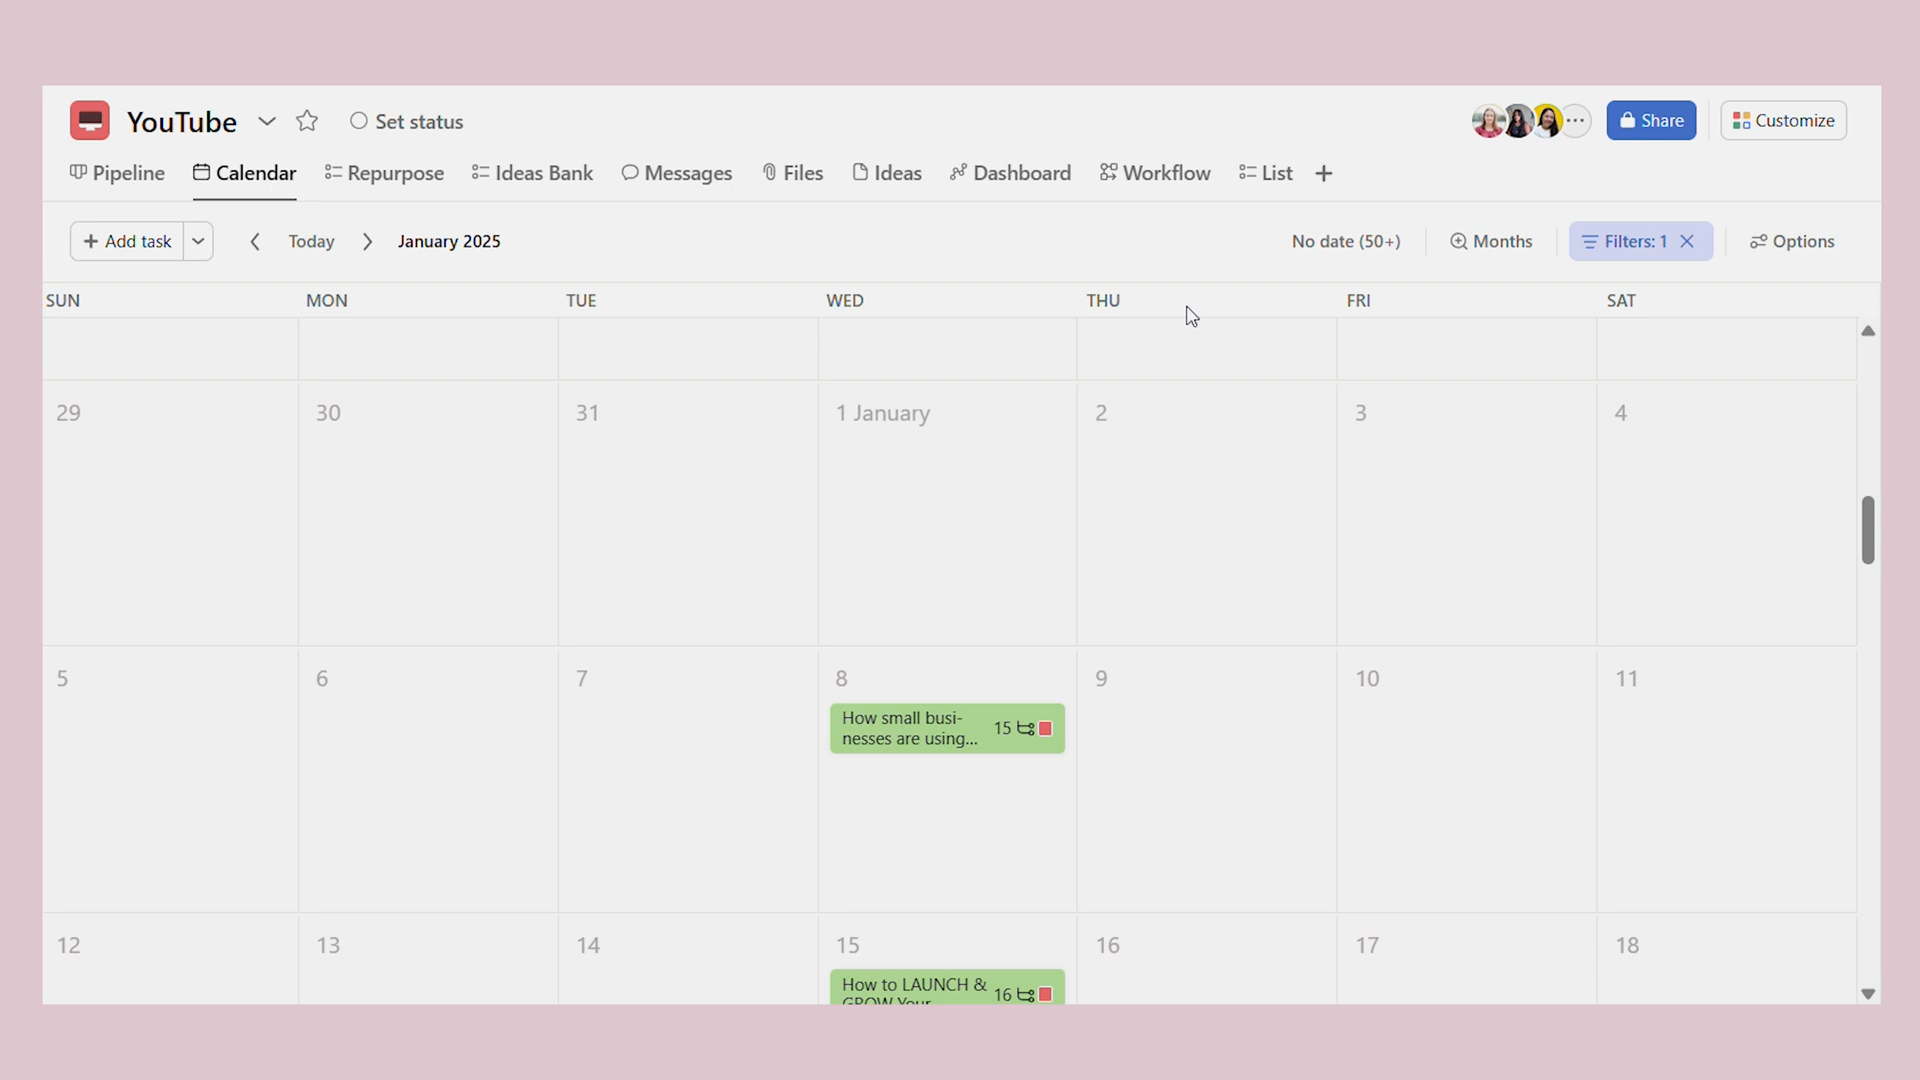 YouTube
Set status
Share
Customize
Pipeline
Calendar
Repurpose
Ideas Bank
Messages
Files
Ideas
Dashboard
Workflow
List
+ Add task
Today
January 2025
No date (50+)
Months
Filters: 1
Options
SUN MON TUE WED THU FRI SAT
29 30 31 1 January 2 3 4
5 6 7 8 9 10 11
How small busi-
nesses are using... 15
12 13 14 15 16 17 18
How to LAUNCH & 16
GROW Your